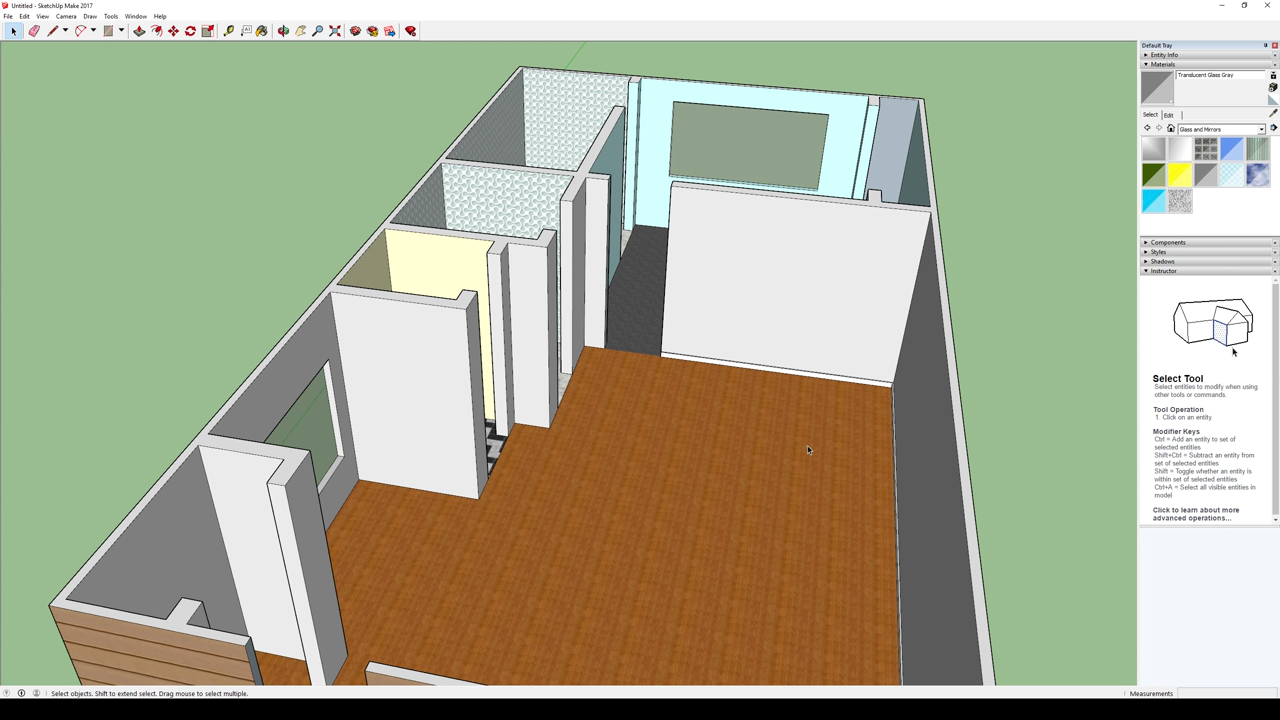 Untitled - SketchUp Make 2017
File Edit View Camera Draw Tools Window Help
Default Tray
Entity Info
Materials
Translucent Glass Gray
Select Edit
Glass and Mirrors
Components
Styles
Shadows
Instructor
Select Tool
Select entities to modify when using
other tools or commands.
Tool Operation
1. Click on an entity.
Modifier Keys
Ctrl = Add an entity to set of
selected entities
Shift+Ctrl = Subtract an entity from
set of selected entities
Shift = Toggle whether an entity is
within set of selected entities
Ctrl+A = Select all visible entities in
model
Click to learn about more
advanced operations...
Select objects. Shift to extend select. Drag mouse to select multiple.
Measurements